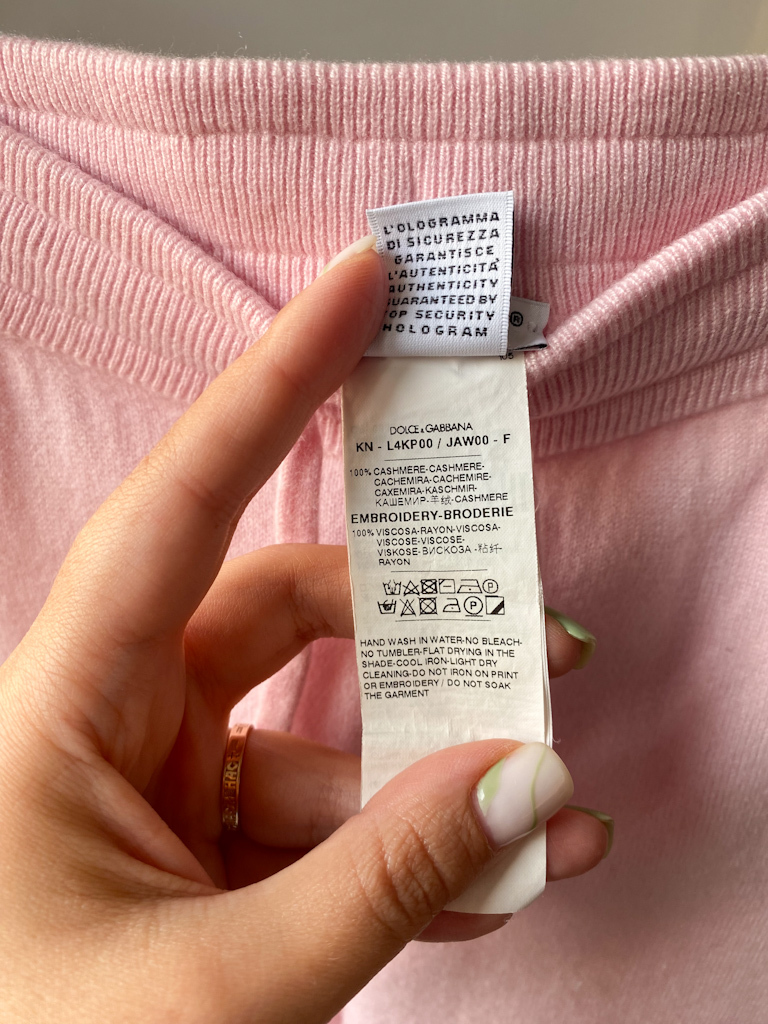 L'OLOGRAMMA
DI SICUREZZA
GARANTISCE
L'AUTENTICITÀ
AUTHENTICITY
GUARANTEED BY
TOP SECURITY
HOLOGRAM
®
DOLCE & GABBANA
KN - L4KP00 / JAW00 - F
100% CASHMERE-CASHMERE-
CACHEMIRA-CACHEMIRE-
CAXEMIRA-KASCHMIR-
КАШЕМИР-羊绒-CASHMERE
EMBROIDERY-BRODERIE
100% VISCOSA-RAYON-VISCOSA-
VISCOSE-VISCOSE-
VISKOSE-ВИСКОЗА-粘纤-
RAYON
HAND WASH IN WATER-NO BLEACH-
NO TUMBLER-FLAT DRYING IN THE
SHADE-COOL IRON-LIGHT DRY
CLEANING-DO NOT IRON ON PRINT
OR EMBROIDERY / DO NOT SOAK
THE GARMENT